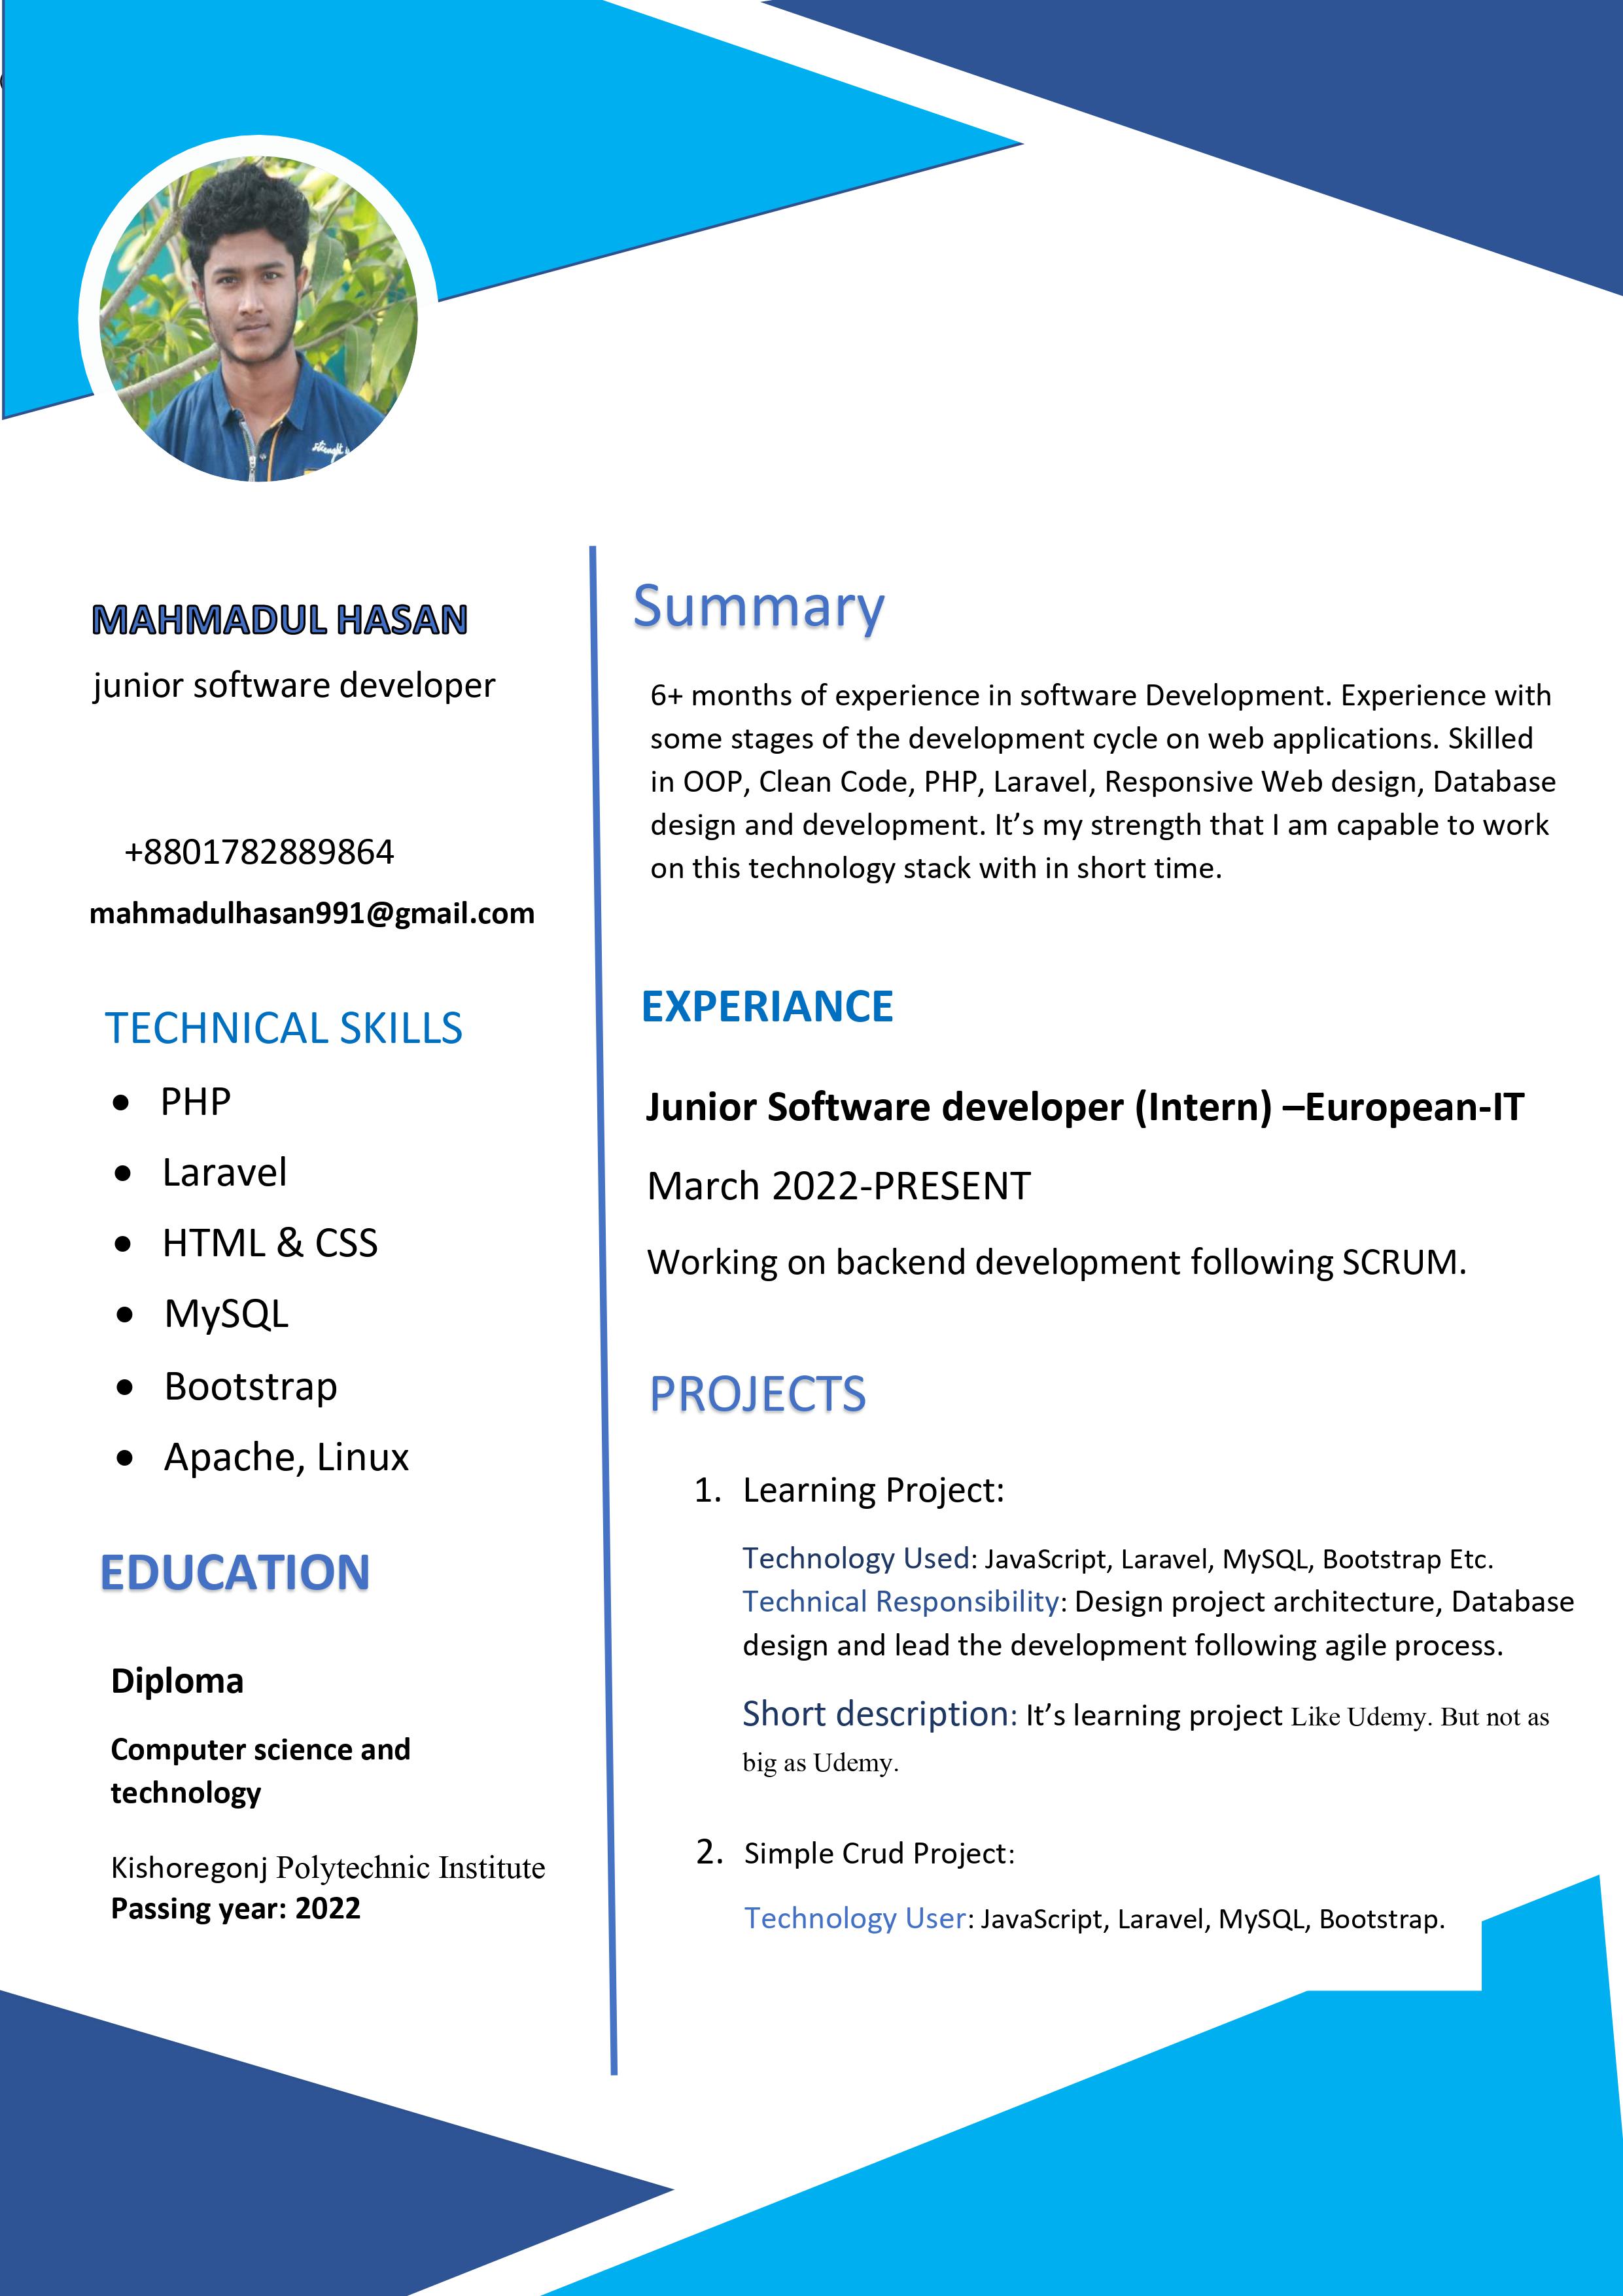 MAHMADUL HASAN
junior software developer
+8801782889864
mahmadulhasan991@gmail.com
TECHNICAL SKILLS
• PHP
• Laravel
• HTML & CSS
• MySQL
• Bootstrap
• Apache, Linux
EDUCATION
Diploma
Computer science and
technology
Kishoregonj Polytechnic Institute
Passing year: 2022
Summary
6+ months of experience in software Development. Experience with
some stages of the development cycle on web applications. Skilled
in OOP, Clean Code, PHP, Laravel, Responsive Web design, Database
design and development. It’s my strength that I am capable to work
on this technology stack with in short time.
EXPERIANCE
Junior Software developer (Intern) –European-IT
March 2022-PRESENT
Working on backend development following SCRUM.
PROJECTS
1. Learning Project:
Technology Used: JavaScript, Laravel, MySQL, Bootstrap Etc.
Technical Responsibility: Design project architecture, Database
design and lead the development following agile process.
Short description: It’s learning project Like Udemy. But not as
big as Udemy.
2. Simple Crud Project:
Technology User: JavaScript, Laravel, MySQL, Bootstrap.